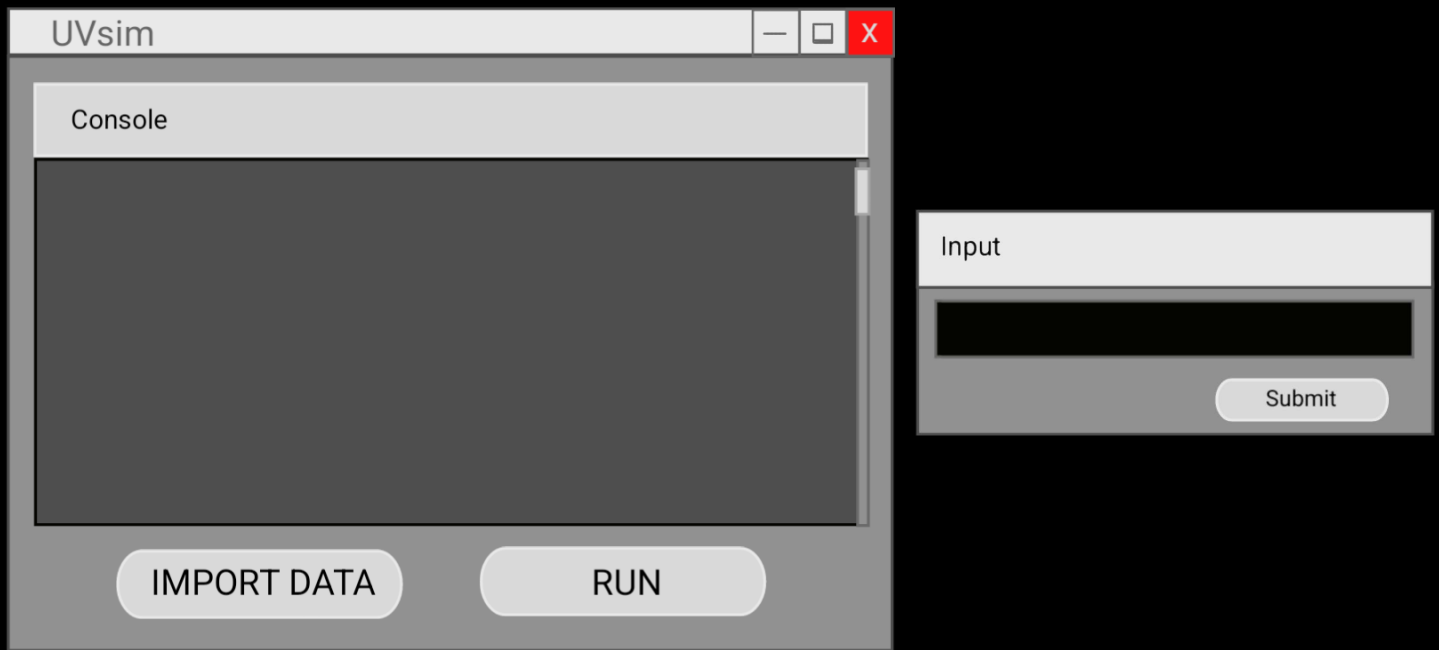 UVsim
X
Console
IMPORT DATA
RUN
Input
Submit